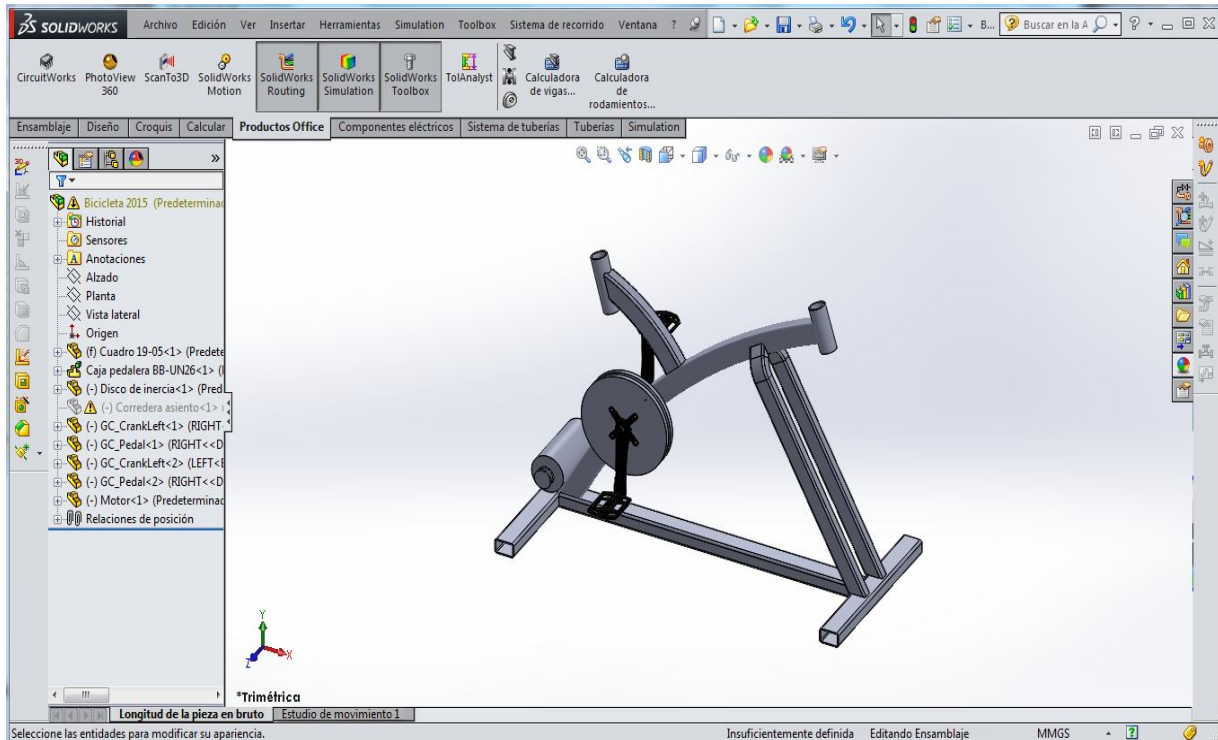 SOLIDWORKS Archivo Edición Ver Insertar Herramientas Simulation Toolbox Sistema de recorrido Ventana ? B... Buscar en la A ?
CircuitWorks PhotoView 360 ScanTo3D SolidWorks Motion SolidWorks Routing SolidWorks Simulation SolidWorks Toolbox TolAnalyst Calculadora de vigas... Calculadora de rodamientos...
Ensamblaje Diseño Croquis Calcular Productos Office Componentes eléctricos Sistema de tuberías Tuberías Simulation
»
Bicicleta 2015 (Predeterminad
Historial
Sensores
A Anotaciones
Alzado
Planta
Vista lateral
Origen
(f) Cuadro 19-05<1> (Predete
Caja pedalera BB-UN26<1> (
(-) Disco de inercia<1> (Pred
(-) Corredera asiento<1>
(-) GC_CrankLeft<1> (RIGHT
(-) GC_Pedal<1> (RIGHT<<D
(-) GC_CrankLeft<2> (LEFT<
(-) GC_Pedal<2> (RIGHT<<D
(-) Motor<1> (Predeterminad
Relaciones de posición
Y
X
Z
*Trimétrica
Longitud de la pieza en bruto Estudio de movimiento 1
Seleccione las entidades para modificar su apariencia. Insuficientemente definida Editando Ensamblaje MMGS ?